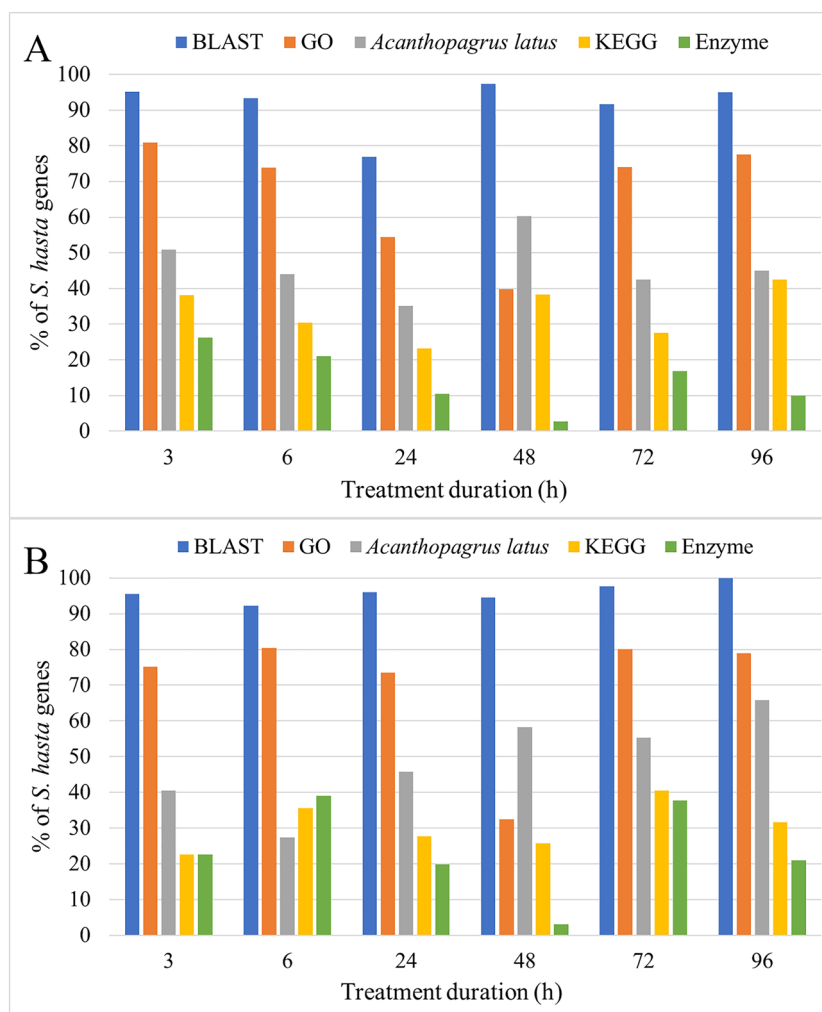 A
BLAST GO Acanthopagrus latus KEGG Enzyme
100
90
80
70
60
50
40
30
20
10
0
% of S. hasta genes
3 6 24 48 72 96
Treatment duration (h)
B
BLAST GO Acanthopagrus latus KEGG Enzyme
100
90
80
70
60
50
40
30
20
10
0
% of S. hasta genes
3 6 24 48 72 96
Treatment duration (h)